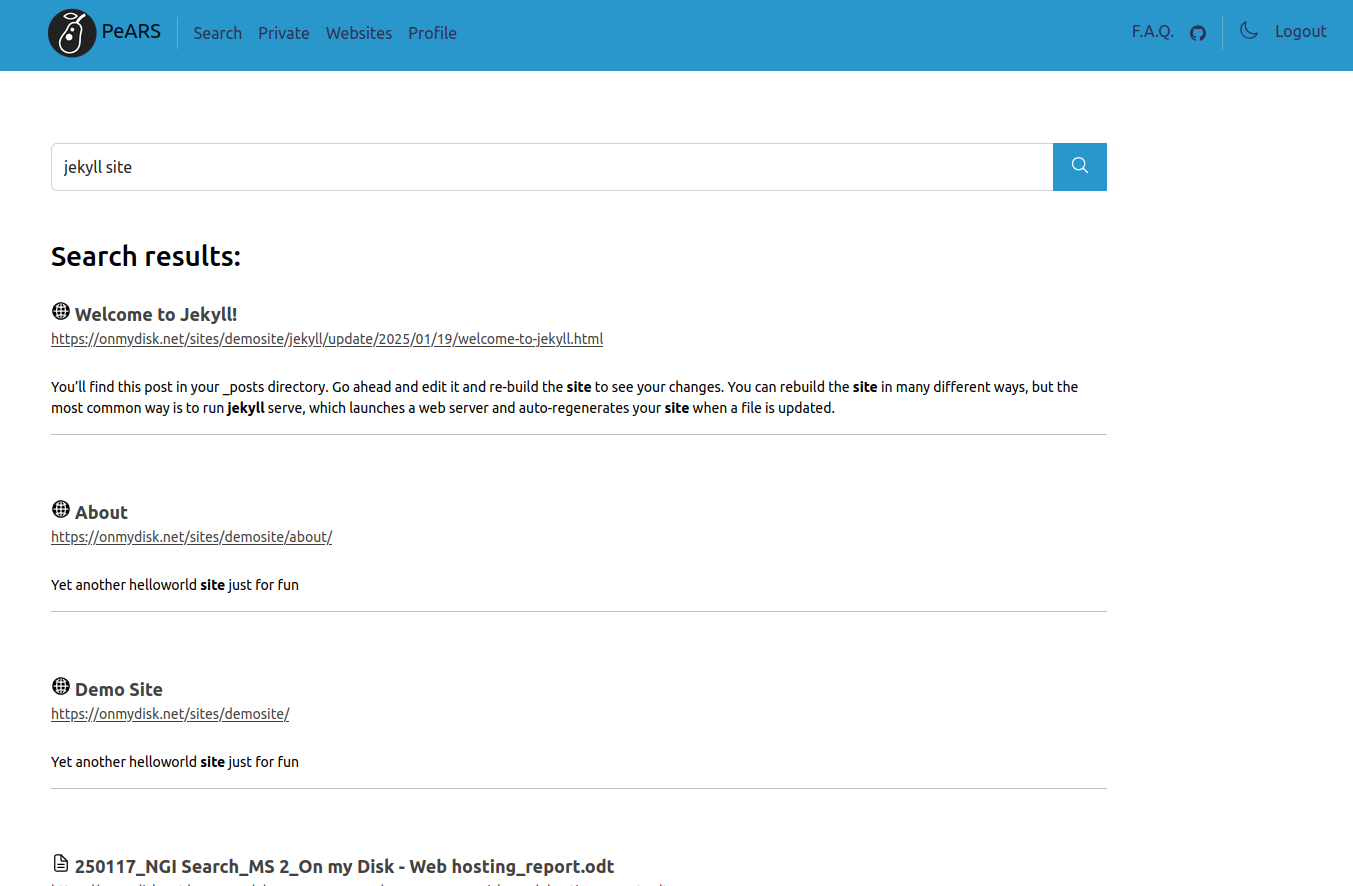 PeARS Search Private Websites Profile F.A.Q. Logout
jekyll site
Search results:
Welcome to Jekyll!
https://onmydisk.net/sites/demosite/jekyll/update/2025/01/19/welcome-to-jekyll.html
You’ll find this post in your _posts directory. Go ahead and edit it and re-build the site to see your changes. You can rebuild the site in many different ways, but the
most common way is to run jekyll serve, which launches a web server and auto-regenerates your site when a file is updated.
About
https://onmydisk.net/sites/demosite/about/
Yet another helloworld site just for fun
Demo Site
https://onmydisk.net/sites/demosite/
Yet another helloworld site just for fun
250117_NGI Search_MS 2_On my Disk - Web hosting_report.odt